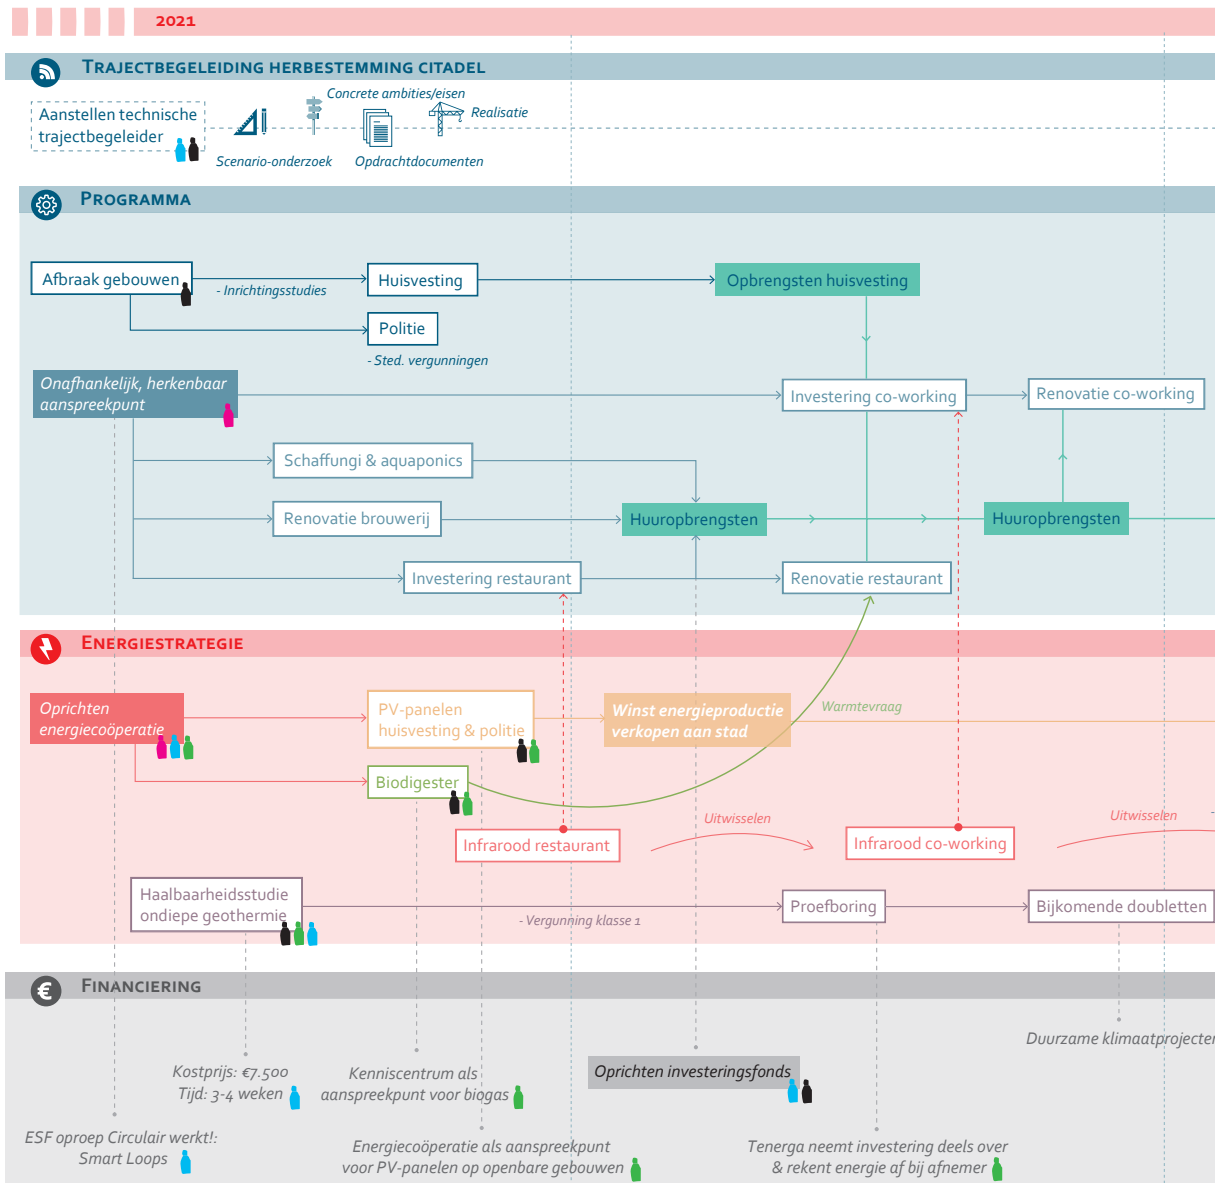 2021
Trajectbegeleiding herbestemming citadel
Concrete ambities/eisen
Aanstellen technische
trajectbegeleider
Realisatie
Scenario-onderzoek
Opdrachtdocumenten
Programma
Afbraak gebouwen
- Inrichtingsstudies
Huisvesting
Opbrengsten huisvesting
Politie
- Sted. vergunningen
Onafhankelijk, herkenbaar
aanspreekpunt
Investering co-working
Renovatie co-working
Schaffungi & aquaponics
Renovatie brouwerij
Huuropbrengsten
Huuropbrengsten
Investering restaurant
Renovatie restaurant
Energiestrategie
Oprichten
energiecoöperatie
PV-panelen
huisvesting & politie
Winst energieproductie
verkopen aan stad
Warmtevraag
Biodigester
Uitwisselen
Uitwisselen
Infrarood restaurant
Infrarood co-working
Haalbaarheidsstudie
ondiepe geothermie
- Vergunning klasse 1
Proefboring
Bijkomende doubletten
Financiering
Duurzame klimaatprojecten
Kostprijs: €7.500
Tijd: 3-4 weken
Kenniscentrum als
aanspreekpunt voor biogas
Oprichten investeringsfonds
ESF oproep Circulair werkt!:
Smart Loops
Energiecoöperatie als aanspreekpunt
voor PV-panelen op openbare gebouwen
Tenerga neemt investering deels over
& rekent energie af bij afnemer